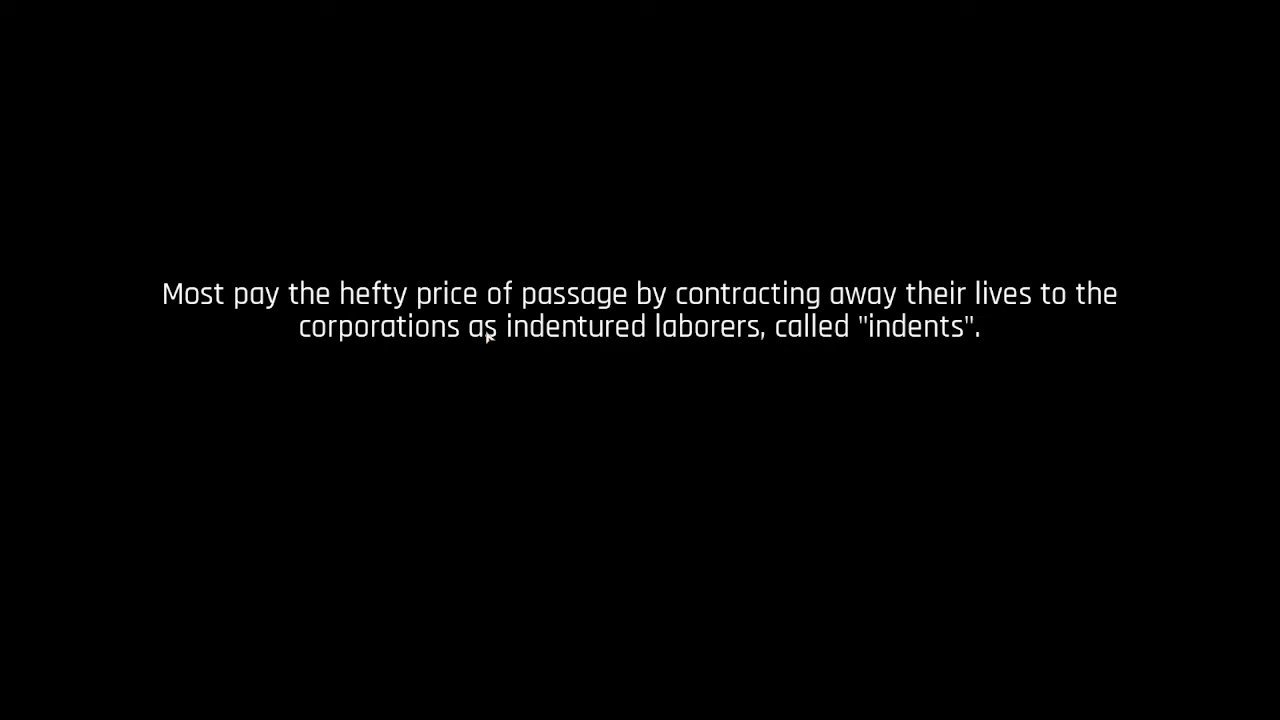 Most pay the hefty price of passage by contracting away their lives to the
corporations as indentured laborers, called "indents".